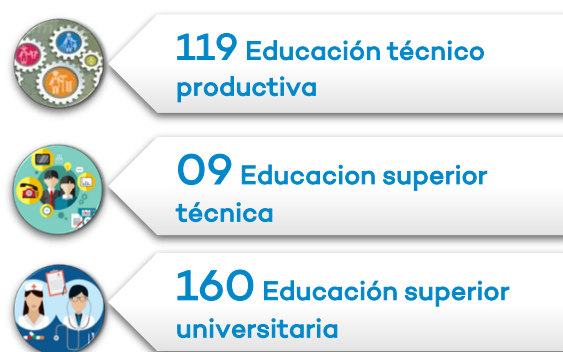 119 Educación técnico
productiva
09 Educacion superior
técnica
160 Educación superior
universitaria